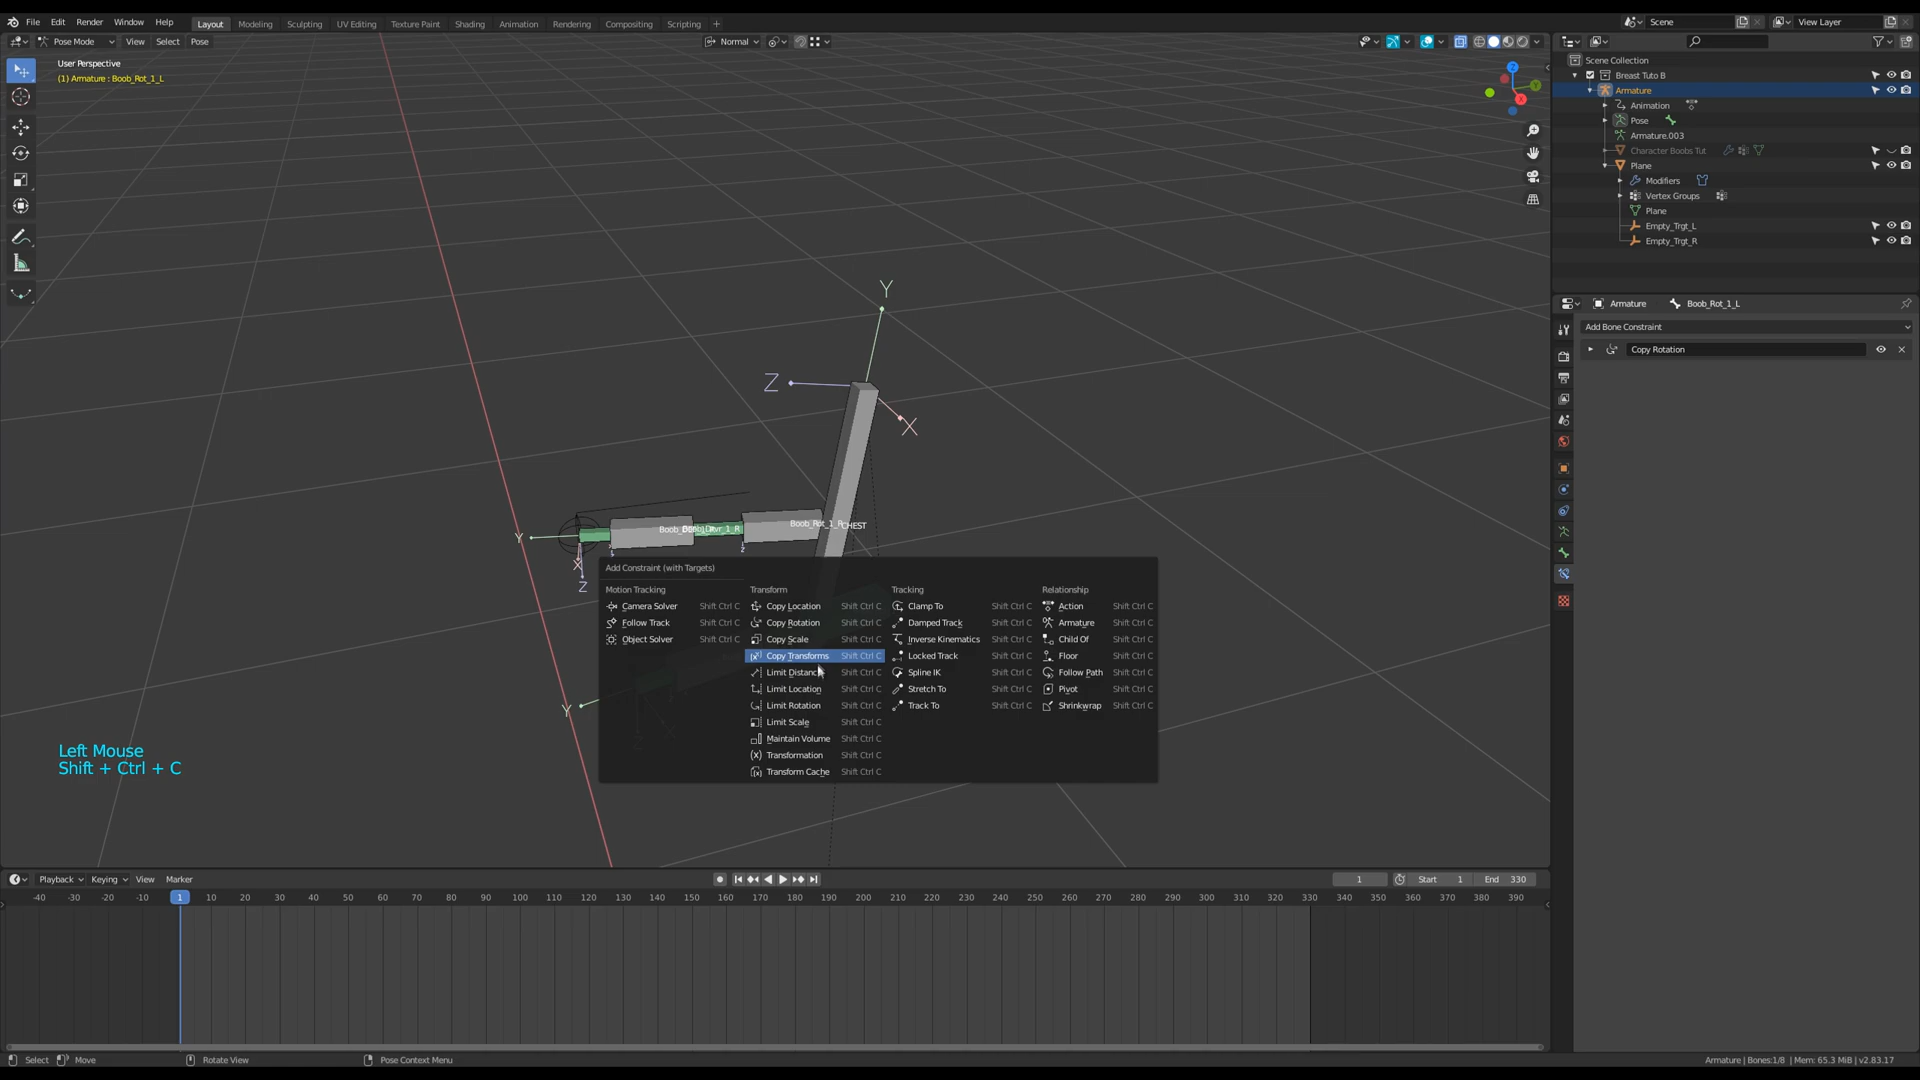 File Edit Render Window Help Layout Modeling Sculpting UV Editing Texture Paint Shading Animation Rendering Compositing Scripting + Scene View Layer
Pose Mode View Select Pose Normal
User Perspective
(1) Armature : Boob_Rot_1_L
Scene Collection
Breast Tuto B
Armature
Animation
Pose
Armature.003
Character Boobs Tut
Plane
Modifiers
Vertex Groups
Plane
Empty_Trgt_L
Empty_Trgt_R
Armature Boob_Rot_1_L
Add Bone Constraint
Copy Rotation
Z
Y
X
Y
Z
X
Boob_Rot_1_R
CHEST
Y
X
Z
Y
Add Constraint (with Targets)
Motion Tracking Transform Tracking Relationship
Camera Solver Shift Ctrl C Copy Location Shift Ctrl C Clamp To Shift Ctrl C Action Shift Ctrl C
Follow Track Shift Ctrl C Copy Rotation Shift Ctrl C Damped Track Shift Ctrl C Armature Shift Ctrl C
Object Solver Shift Ctrl C Copy Scale Shift Ctrl C Inverse Kinematics Shift Ctrl C Child Of Shift Ctrl C
Copy Transforms Shift Ctrl C Locked Track Shift Ctrl C Floor Shift Ctrl C
Limit Distance Shift Ctrl C Spline IK Shift Ctrl C Follow Path Shift Ctrl C
Limit Location Shift Ctrl C Stretch To Shift Ctrl C Pivot Shift Ctrl C
Limit Rotation Shift Ctrl C Track To Shift Ctrl C Shrinkwrap Shift Ctrl C
Limit Scale Shift Ctrl C
Maintain Volume Shift Ctrl C
Transformation Shift Ctrl C
Transform Cache Shift Ctrl C
Left Mouse
Shift + Ctrl + C
Playback Keying View Marker 1 Start 1 End 330
-40 -30 -20 -10 1 10 20 30 40 50 60 70 80 90 100 110 120 130 140 150 160 170 180 190 200 210 220 230 240 250 260 270 280 290 300 310 320 330 340 350 360 370 380 390
Select Move Rotate View Pose Context Menu Armature | Bones:1/8 | Mem: 65.3 MiB | v2.83.17